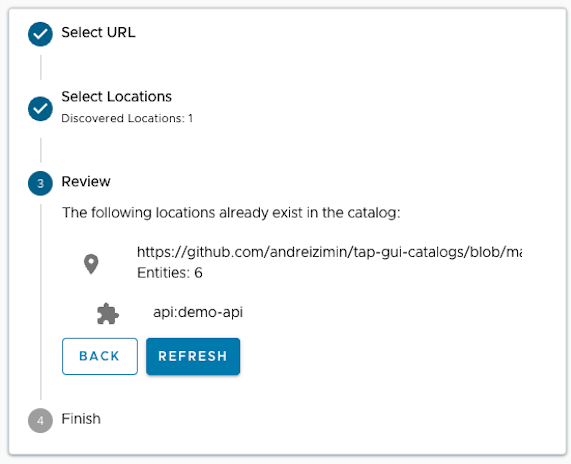 Select URL
Select Locations
Discovered Locations: 1
3
Review
The following locations already exist in the catalog:
https://github.com/andreizimin/tap-gui-catalogs/blob/ma
Entities: 6
api:demo-api
BACK
REFRESH
4
Finish